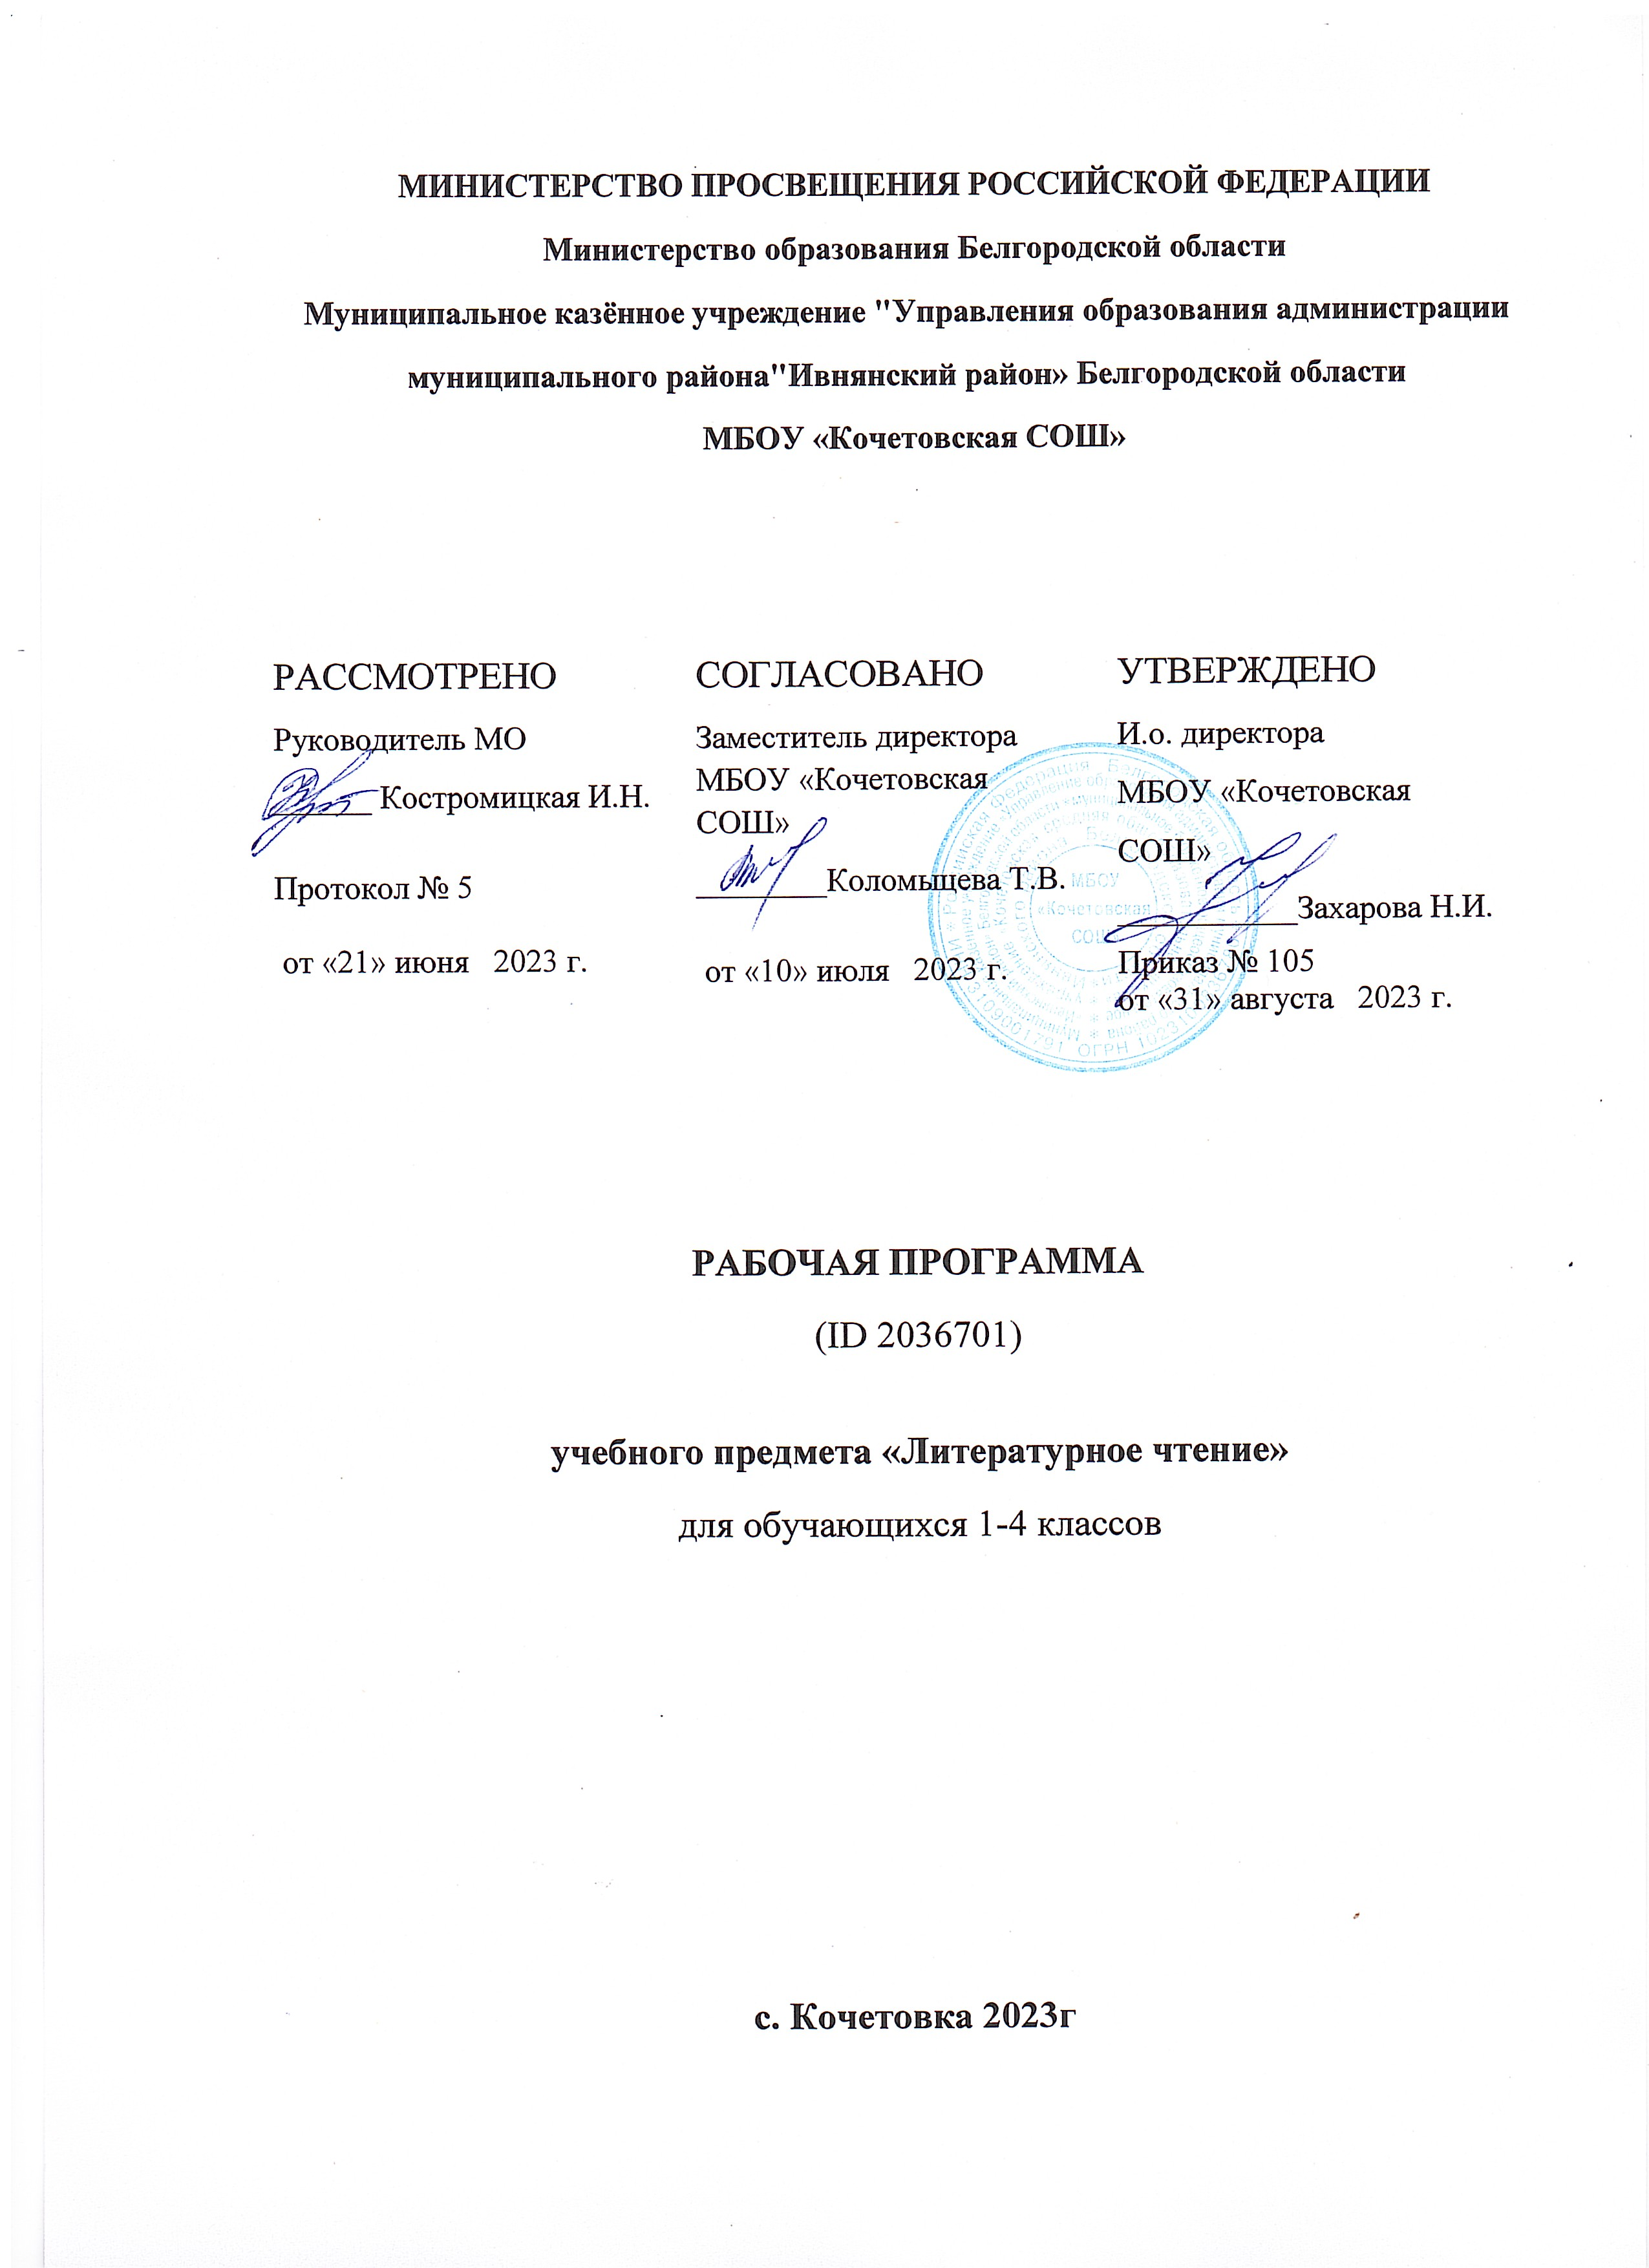 МИНИСТЕРСТВО ПРОСВЕЩЕНИЯ РОССИЙСКОЙ ФЕДЕРАЦИИ
Министерство образования Белгородской области
Муниципальное казённое учреждение "Управления образования администрации
муниципального района"Ивнянский район» Белгородской области
МБОУ «Кочетовская СОШ»
РАССМОТРЕНО
Руководитель МО
______ Костромицкая И.Н.
Протокол № 5
от «21» июня 2023 г.
СОГЛАСОВАНО
Заместитель директора
МБОУ «Кочетовская
СОШ»
________Коломыцева Т.В.
от «10» июля 2023 г.
УТВЕРЖДЕНО
И.о. директора
МБОУ «Кочетовская
СОШ»
___________Захарова Н.И.
Приказ № 105
от «31» августа 2023 г.
МБОУ
«Кочетовская
СОШ»
РАБОЧАЯ ПРОГРАММА
(ID 2036701)
учебного предмета «Литературное чтение»
для обучающихся 1-4 классов
с. Кочетовка 2023г